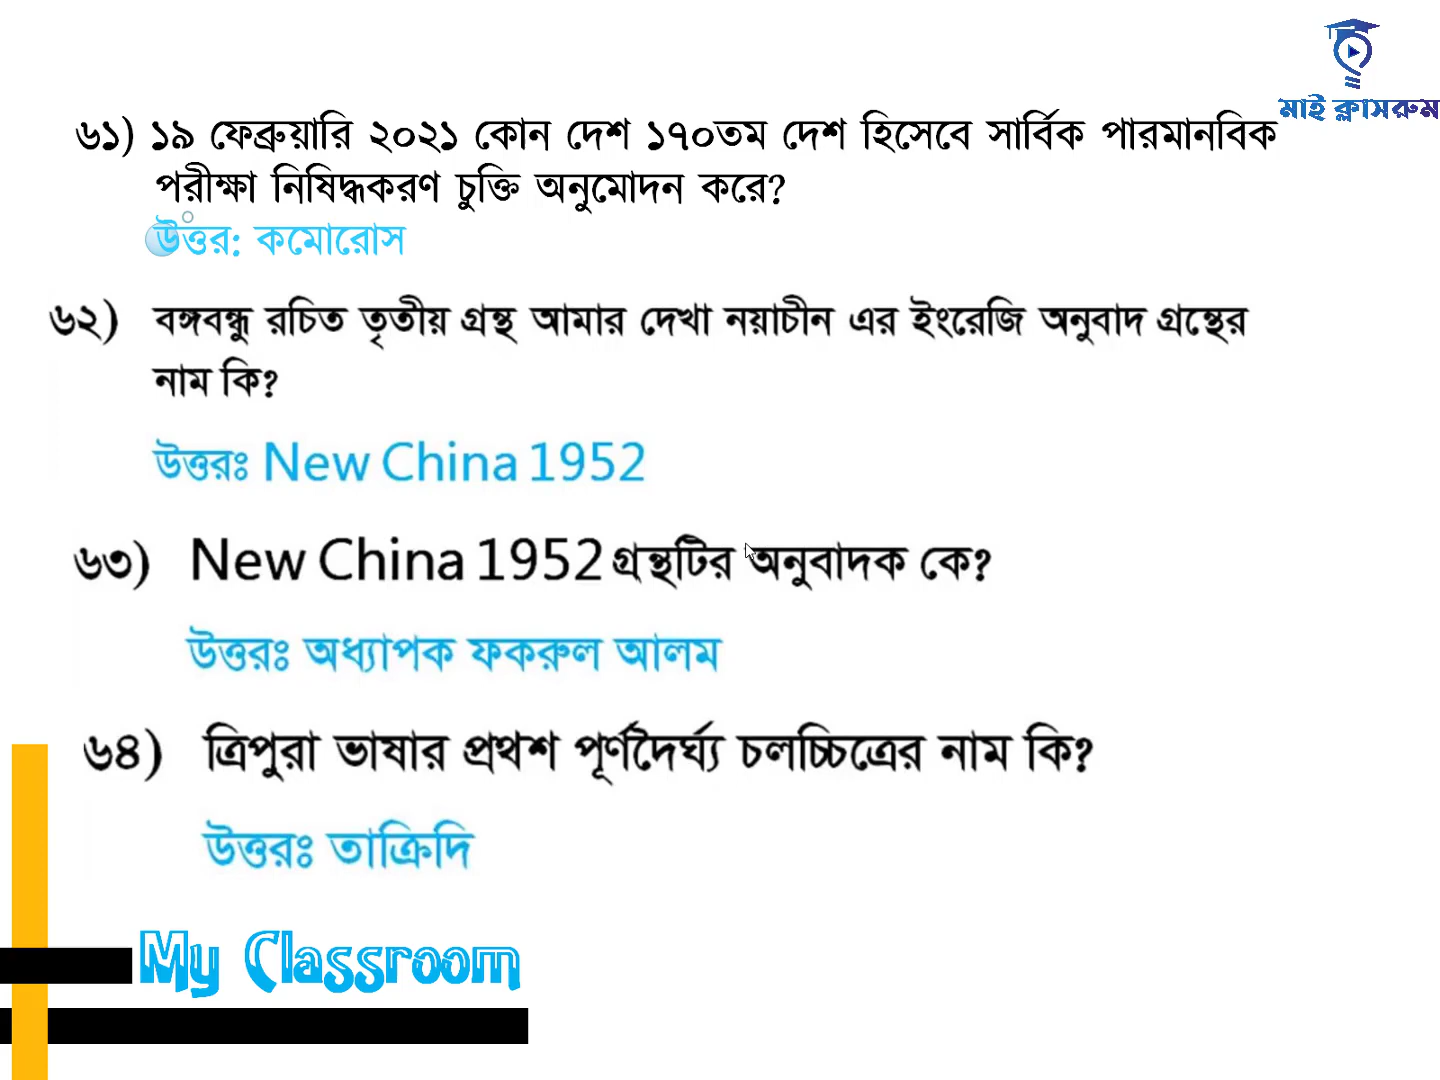 মাই ক্লাসরুম
৬১) ১৯ ফেব্রুয়ারি ২০২১ কোন দেশ ১৭০তম দেশ হিসেবে সার্বিক পারমানবিক
পরীক্ষা নিষিদ্ধকরণ চুক্তি অনুমোদন করে?
উত্তর: কমোরোস
৬২) বঙ্গবন্ধু রচিত তৃতীয় গ্রন্থ আমার দেখা নয়াচীন এর ইংরেজি অনুবাদ গ্রন্থের
নাম কি?
উত্তরঃ New China 1952
৬৩) New China 1952 গ্রন্থটির অনুবাদক কে?
উত্তরঃ অধ্যাপক ফকরুল আলম
৬৪) ত্রিপুরা ভাষার প্রথশ পূর্ণদৈর্ঘ্য চলচ্চিত্রের নাম কি?
উত্তরঃ তাক্রিদি
My Classroom